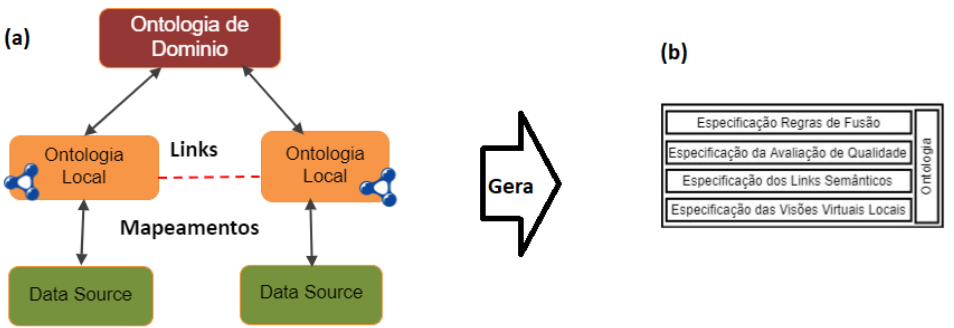 (a)
Ontologia de
Dominio
Ontologia
Local
Links
Ontologia
Local
Mapeamentos
Data Source
Data Source
Gera
(b)
Especificação Regras de Fusão
Especificação da Avaliação de Qualidade
Especificação dos Links Semânticos
Especificação das Visões Virtuais Locais
Ontologia